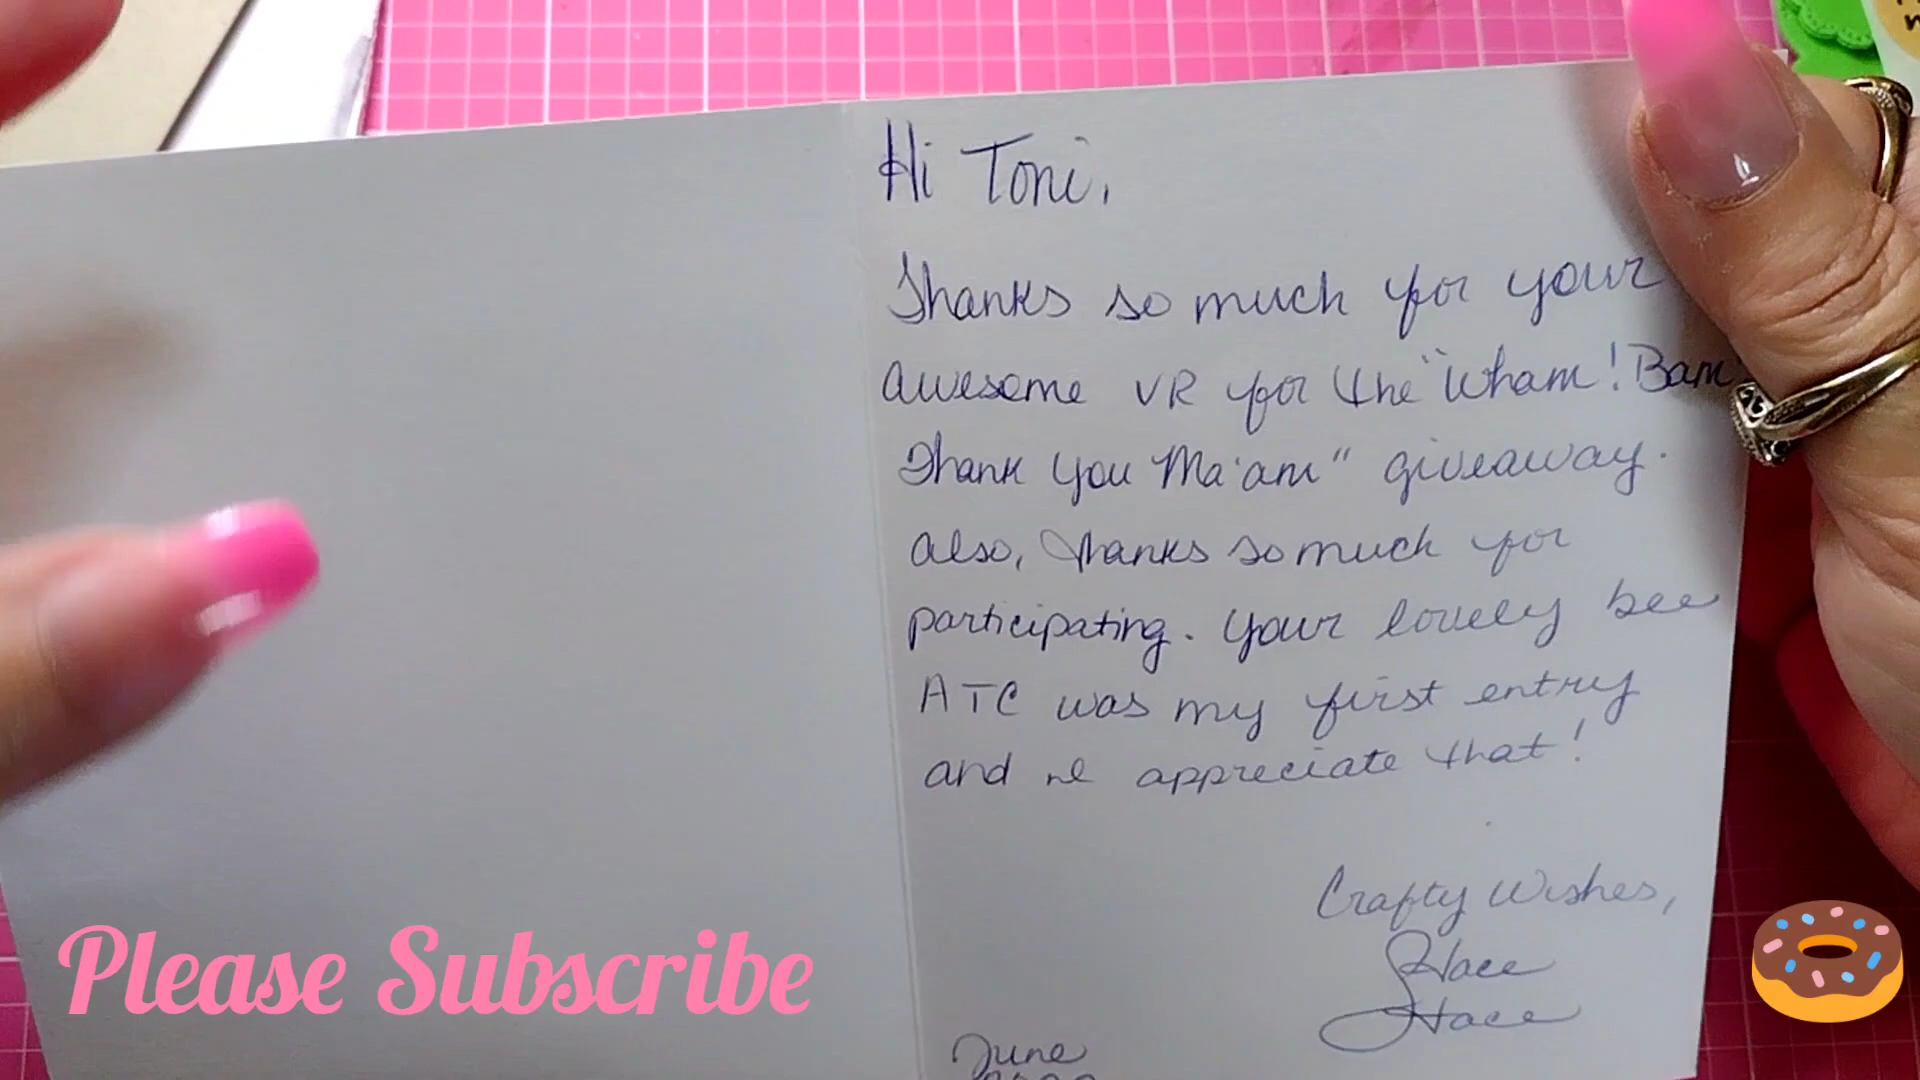 Hi Toni,
Thanks so much for your
awesome VR for the "Wham! Bam
Thank you Ma'am" giveaway.
Also, thanks so much for
participating. Your lovely bee
ATC was my first entry
and appreciate that!
Crafty Wishes,
June
Please Subscribe